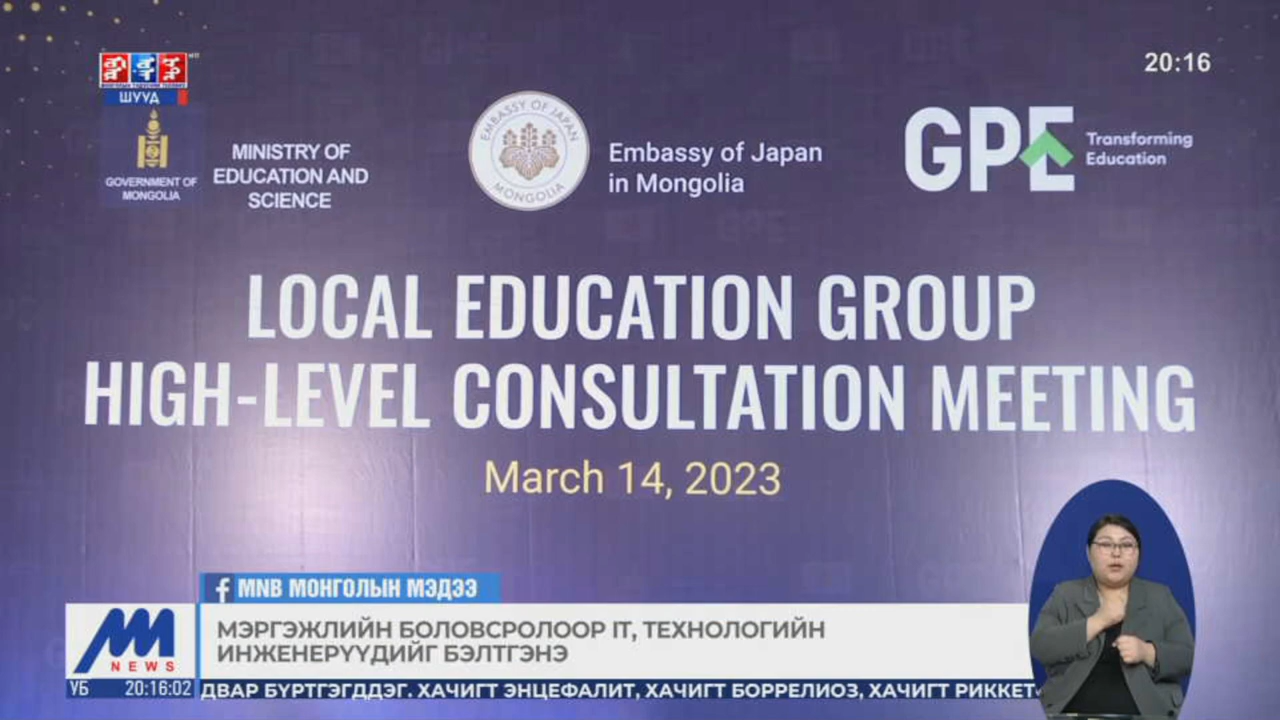 ШУУД
20:16
GOVERNMENT OF
MONGOLIA
MINISTRY OF
EDUCATION AND
SCIENCE
EMBASSY OF JAPAN
MONGOLIA
Embassy of Japan
in Mongolia
GPE
Transforming
Education
LOCAL EDUCATION GROUP
HIGH-LEVEL CONSULTATION MEETING
March 14, 2023
MNB МОНГОЛЫН МЭДЭЭ
МЭРГЭЖЛИЙН БОЛОВСРОЛООР IT, ТЕХНОЛОГИЙН
ИНЖЕНЕРҮҮДИЙГ БЭЛТГЭНЭ
NEWS
УБ 20:16:02
ДВАР БҮРТГЭГДДЭГ. ХАЧИГТ ЭНЦЕФАЛИТ, ХАЧИГТ БОРРЕЛИОЗ, ХАЧИГТ РИККЕТ